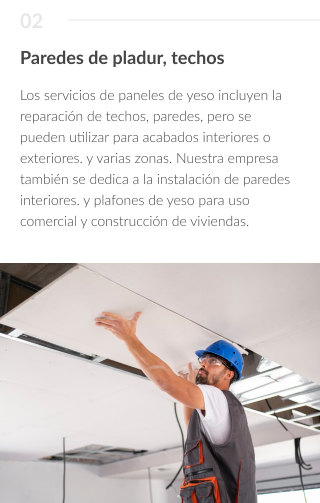 02
Paredes de pladur, techos
Los servicios de paneles de yeso incluyen la
reparación de techos, paredes, pero se
pueden utilizar para acabados interiores o
exteriores. y varias zonas. Nuestra empresa
también se dedica a la instalación de paredes
interiores. y plafones de yeso para uso
comercial y construcción de viviendas.